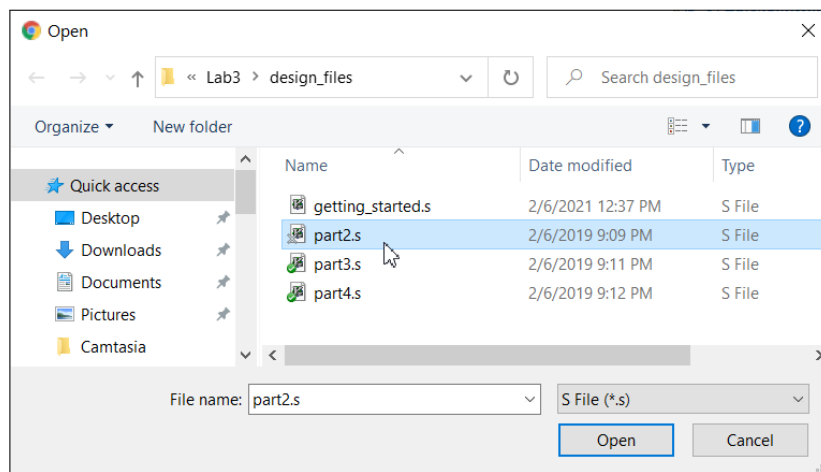 Open
« Lab3 > design_files
Search design_files
Organize
New folder
Name
Date modified
Type
Quick access
Desktop
Downloads
Documents
Pictures
Camtasia
getting_started.s 2/6/2021 12:37 PM S File
part2.s 2/6/2019 9:09 PM S File
part3.s 2/6/2019 9:11 PM S File
part4.s 2/6/2019 9:12 PM S File
File name: part2.s
S File (*.s)
Open
Cancel